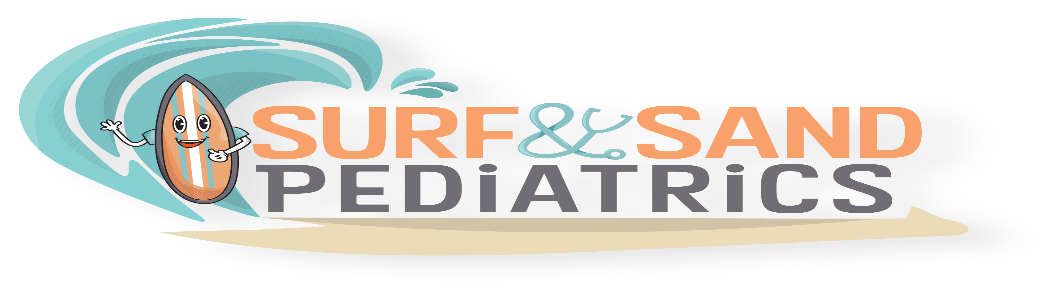 SURF & SAND
PEDiATRiCS